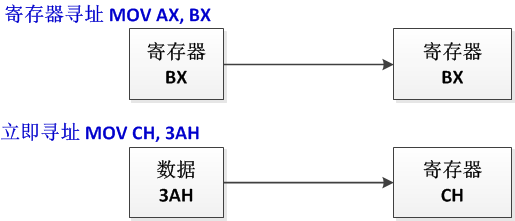 寄存器寻址 MOV AX, BX
寄存器 寄存器
BX BX
立即寻址 MOV CH, 3AH
数据 寄存器
3AH CH